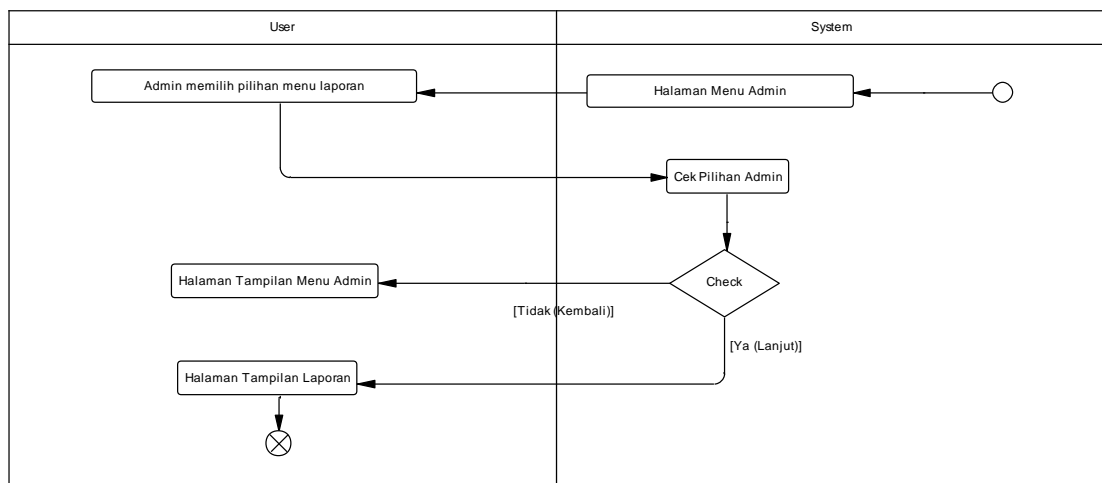 User
System
Admin memilih pilihan menu laporan
Halaman Menu Admin
Cek Pilihan Admin
Halaman Tampilan Menu Admin
Check
[Tidak (Kembali)]
[Ya (Lanjut)]
Halaman Tampilan Laporan